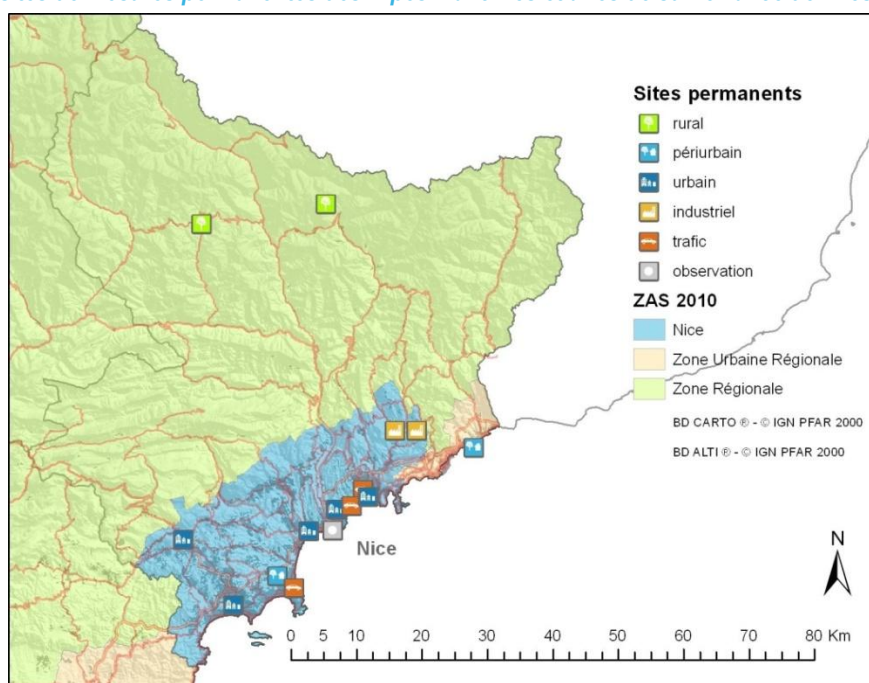 Sites permanents
rural
périurbain
urbain
industriel
trafic
observation
ZAS 2010
Nice
Zone Urbaine Régionale
Zone Régionale
BD CARTO ® - © IGN PFAR 2000
BD ALTI ® - © IGN PFAR 2000
Nice
N
0 5 10 20 30 40 50 60 70 80 Km